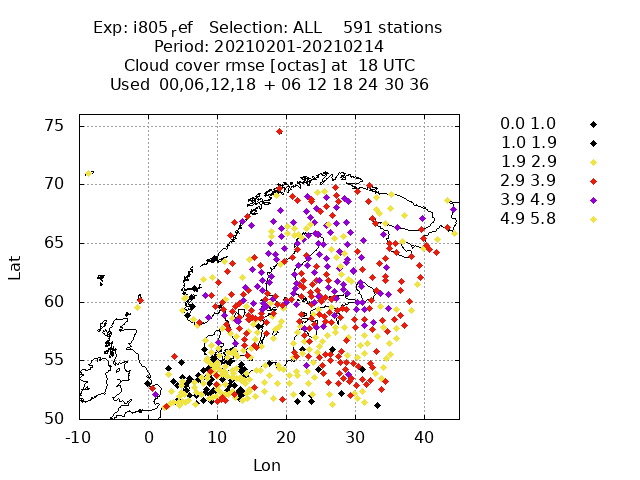 Exp: i805ref Selection: ALL 591 stations
Period: 20210201-20210214
Cloud cover rmse [octas] at 18 UTC
Used 00,06,12,18 + 06 12 18 24 30 36
75
70
65
60
55
50
Lat
-10 0 10 20 30 40
Lon
0.0 1.0
1.0 1.9
1.9 2.9
2.9 3.9
3.9 4.9
4.9 5.8